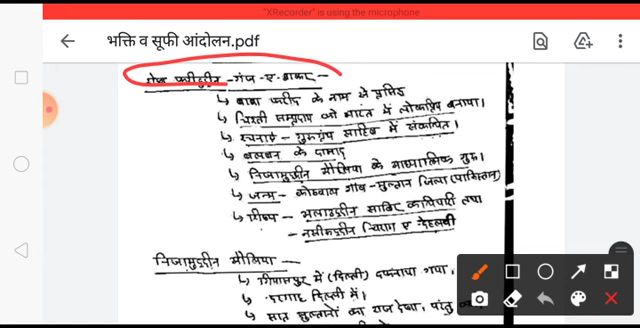 "XRecorder" is using the microphone
भक्ति व सूफी आंदोलन.pdf
शेख फरीदुद्दीन -गंज-ए-शकर-
↳ बाबा फरीद के नाम से प्रसिद्ध
↳ चिश्ती सम्प्रदाय को भारत में लोकप्रिय बनाया।
↳ रचनाएं - गुरुग्रंथ साहिब में संकलित।
↳ बलबन के दामाद
↳ निजामुद्दीन औलिया के आध्यात्मिक गुरु।
↳ जन्म - कोठवाल गांव - मुल्तान जिला (पाकिस्तान)
↳ शिष्य - अलाउद्दीन साबिर कलियारी तथा
- नसीरुद्दीन चिराग ए देहलवी
निजामुद्दीन औलिया -
↳ गियासपुर में (दिल्ली) दफनाया गया।
↳ दरगाह दिल्ली में।
↳ सात सुल्तानों का राज देखा, परंतु